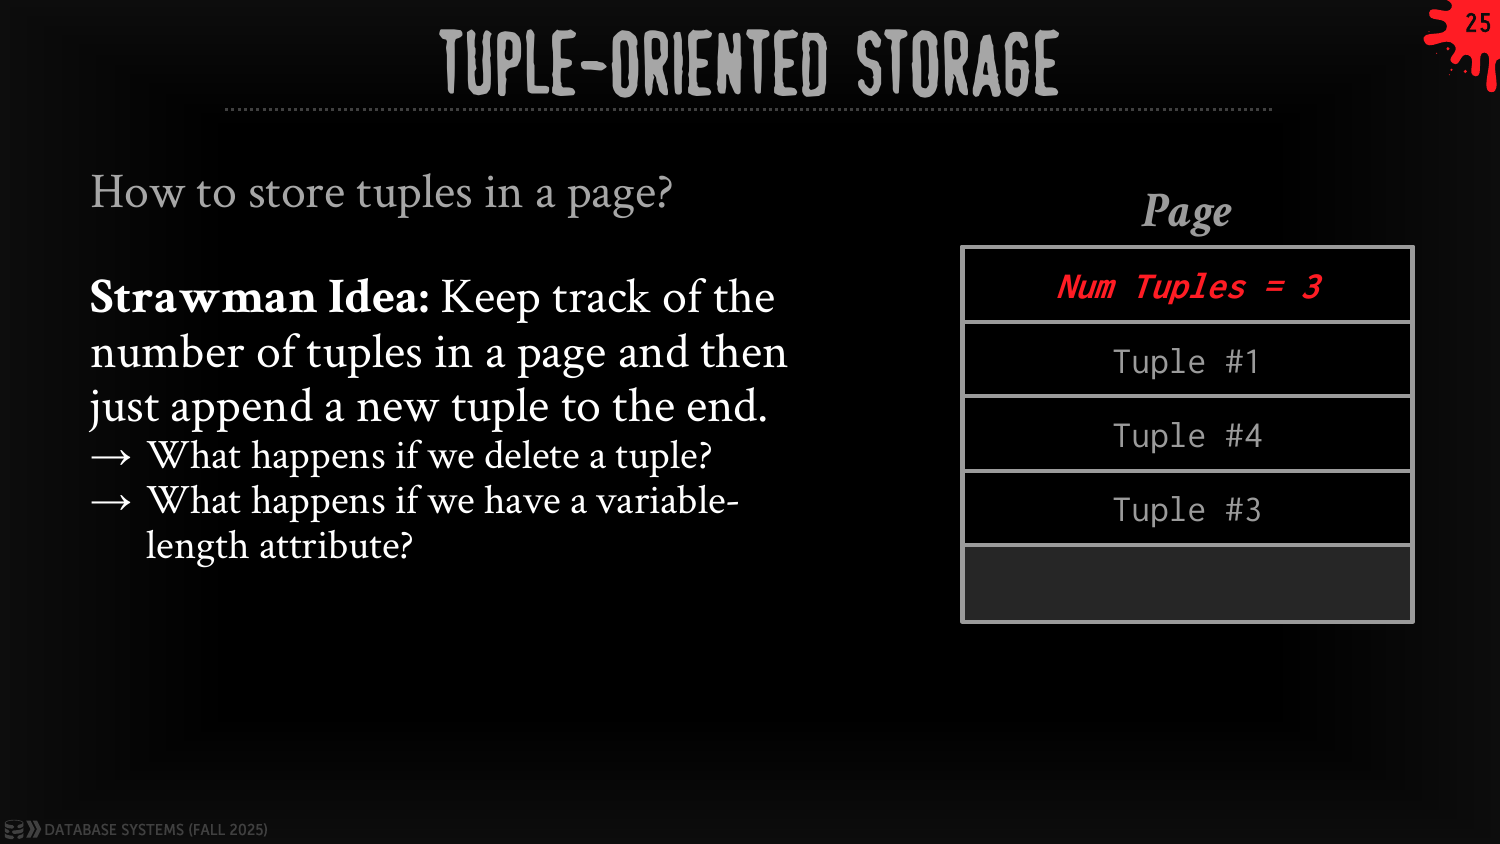 25
TUPLE-ORIENTED STORAGE
How to store tuples in a page?
Strawman Idea: Keep track of the
number of tuples in a page and then
just append a new tuple to the end.
→ What happens if we delete a tuple?
→ What happens if we have a variable-
length attribute?
Page
Num Tuples = 3
Tuple #1
Tuple #4
Tuple #3
DATABASE SYSTEMS (FALL 2025)